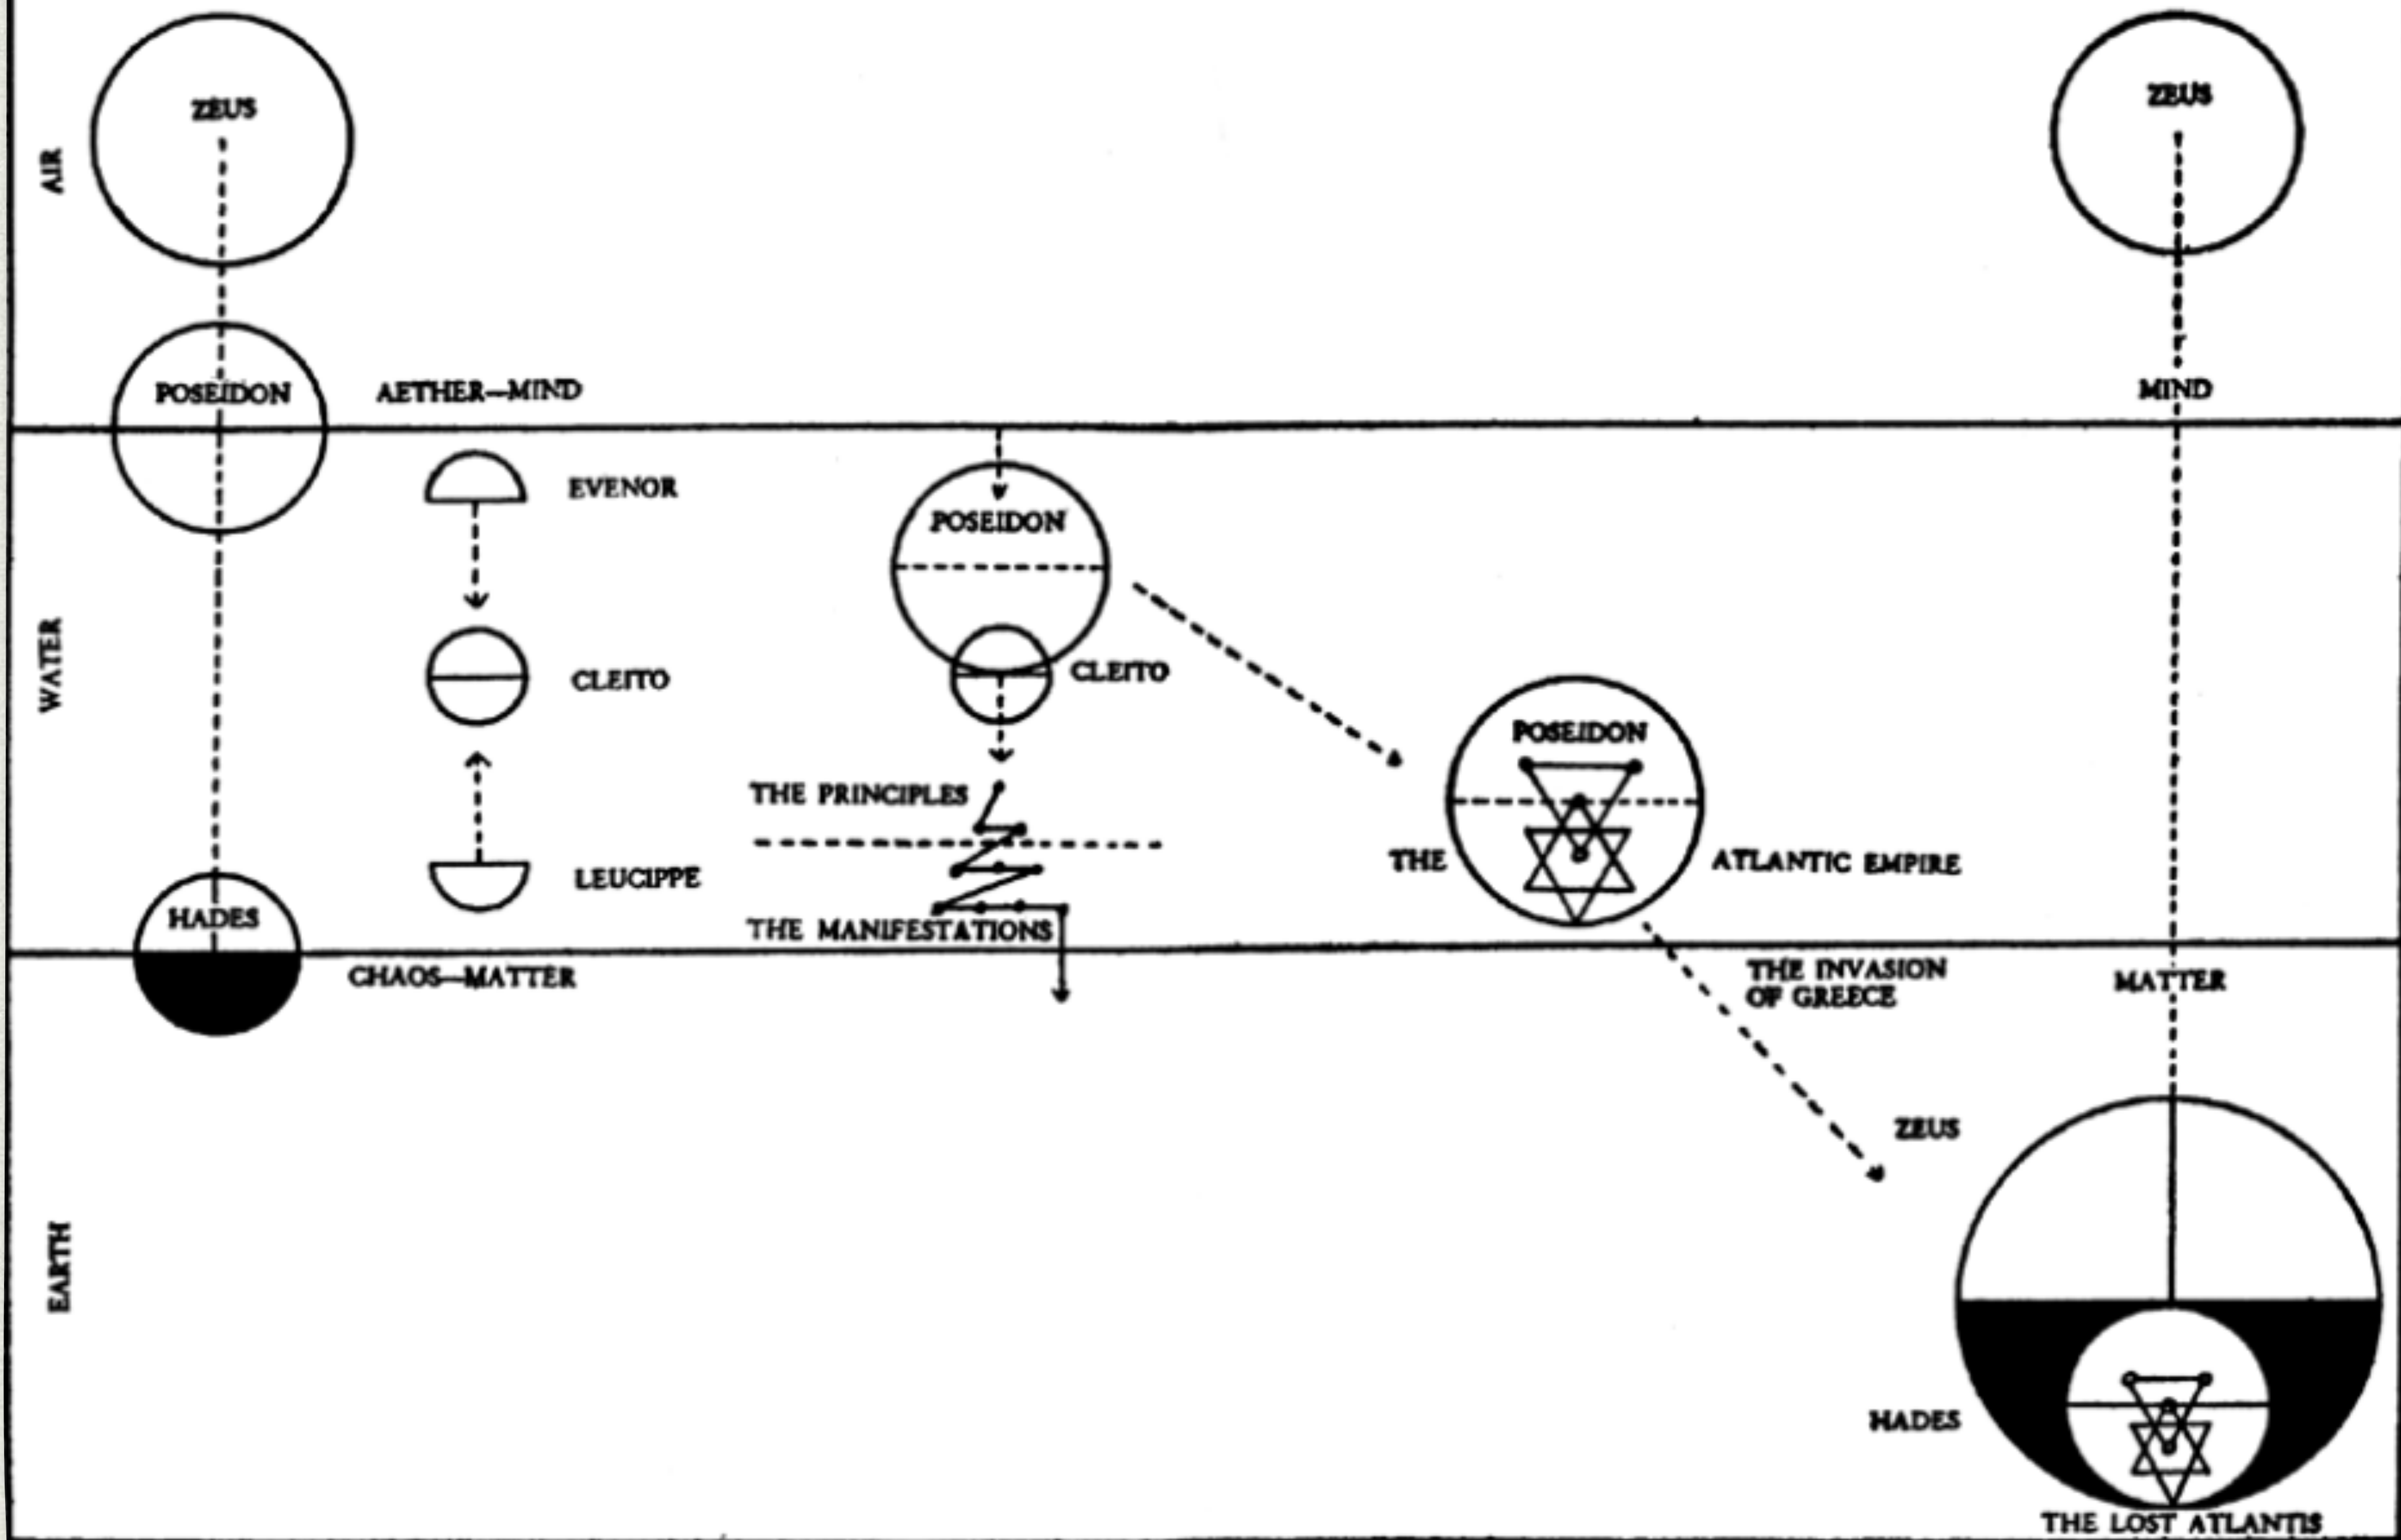 ZEUS
ZEUS
AIR
POSEIDON
AETHER—MIND
MIND
EVENOR
POSEIDON
WATER
CLEITO
CLEITO
POSEIDON
THE PRINCIPLES
THE
ATLANTIC EMPIRE
LEUCIPPE
HADES
THE MANIFESTATIONS
CHAOS—MATTER
THE INVASION
OF GREECE
MATTER
ZEUS
EARTH
HADES
THE LOST ATLANTIS